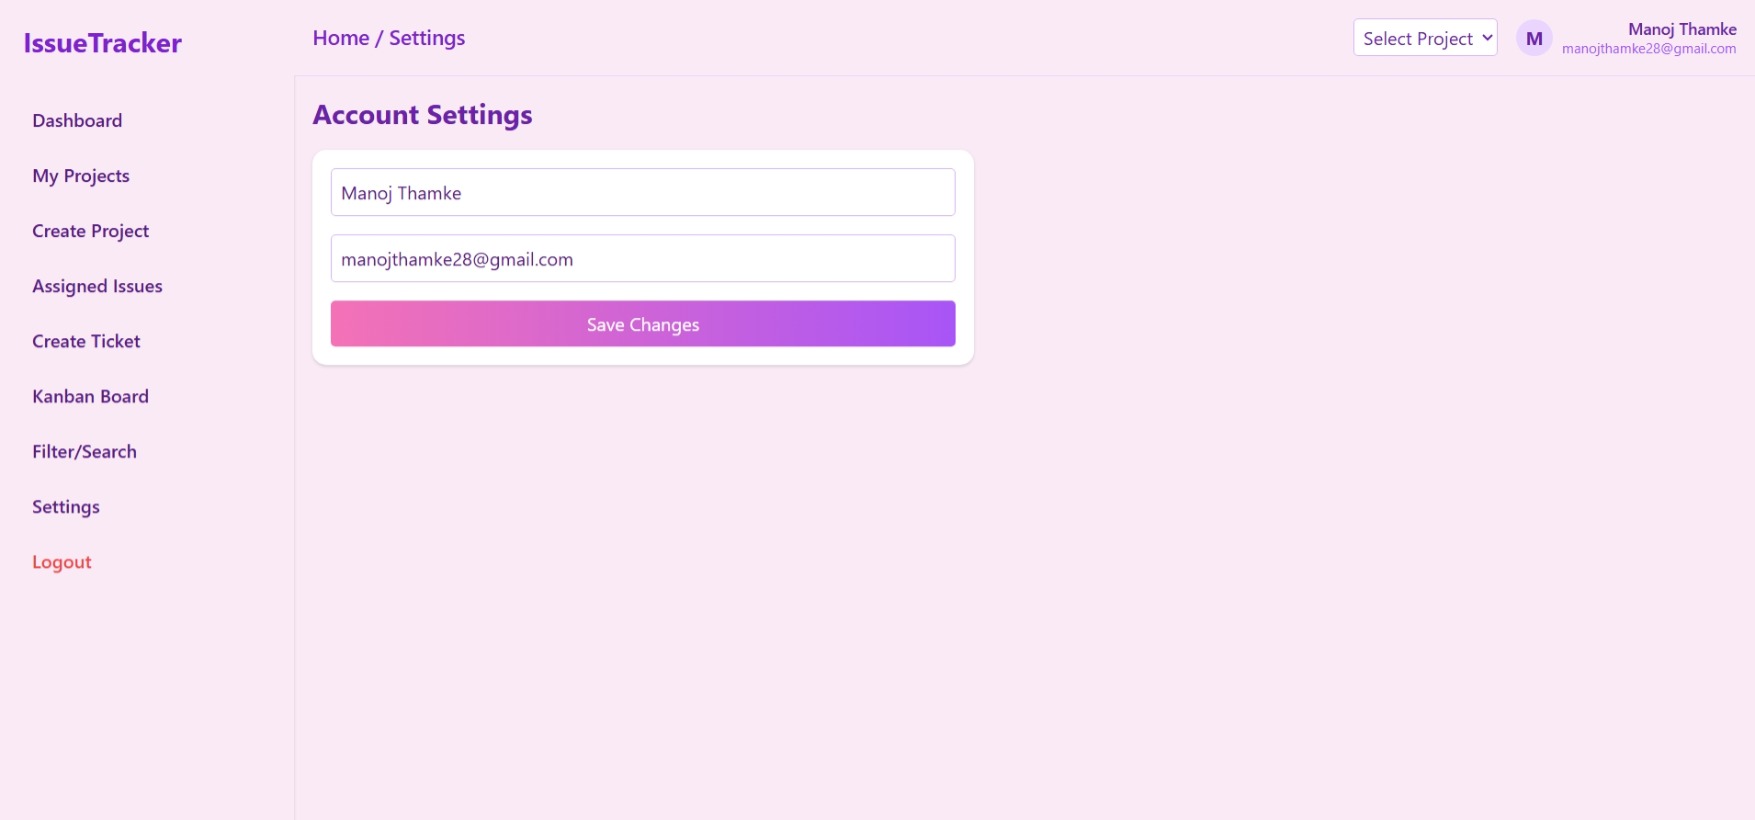 IssueTracker
Home / Settings
Select Project
M
Manoj Thamke
manojthamke28@gmail.com
Dashboard
My Projects
Create Project
Assigned Issues
Create Ticket
Kanban Board
Filter/Search
Settings
Logout
Account Settings
Manoj Thamke
manojthamke28@gmail.com
Save Changes